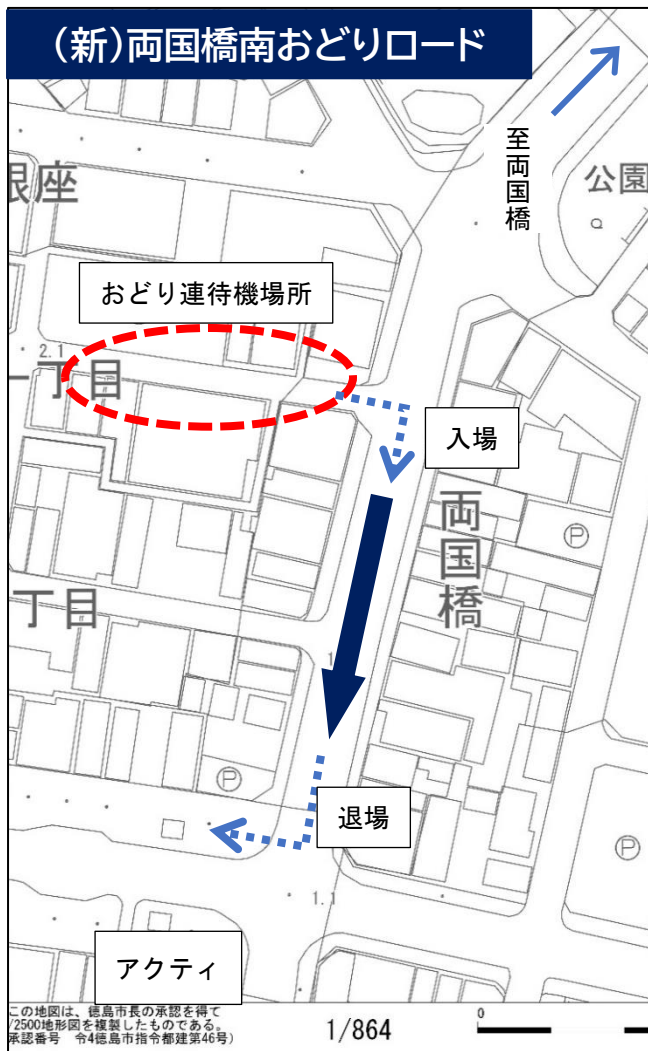 (新)両国橋南おどりロード
至両国橋
銀座
公園
おどり連待機場所
2.1
一丁目
入場
両国橋
P
丁目
1
P
退場
P
1.1
アクティ
この地図は、徳島市長の承認を得て
/2500地形図を複製したものである。
承認番号 令4徳島市指令都建第46号)
1/864
0